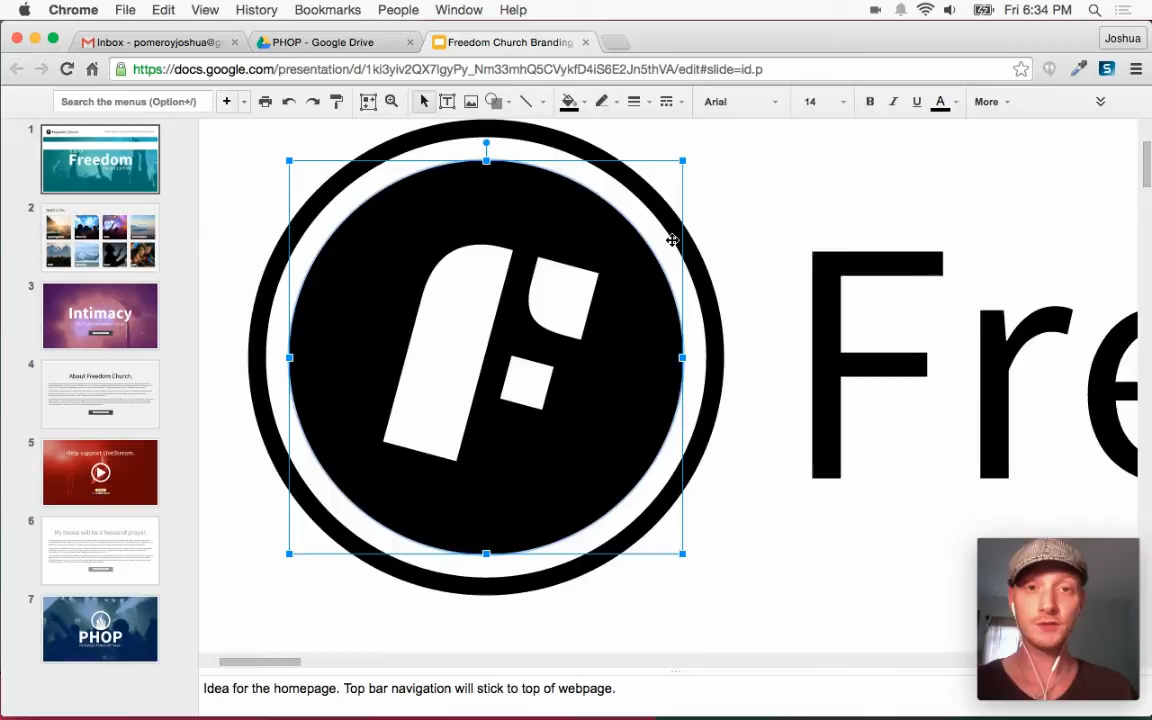 Chrome File Edit View History Bookmarks People Window Help Fri 6:34 PM
Inbox - pomeroyjoshua@g PHOP - Google Drive Freedom Church Branding Joshua
https://docs.google.com/presentation/d/1ki3yiv2QX7lgyPy_Nm33mhQ5CVykfD4iS6E2Jn5thVA/edit#slide=id.p
Search the menus (Option+/) Arial 14 B I U A More
1
Freedom
2
3
Intimacy
4
About Freedom Church.
5
Help support LiveStream.
6
My house will be a house of prayer.
7
PHOP
Fre
Idea for the homepage. Top bar navigation will stick to top of webpage.